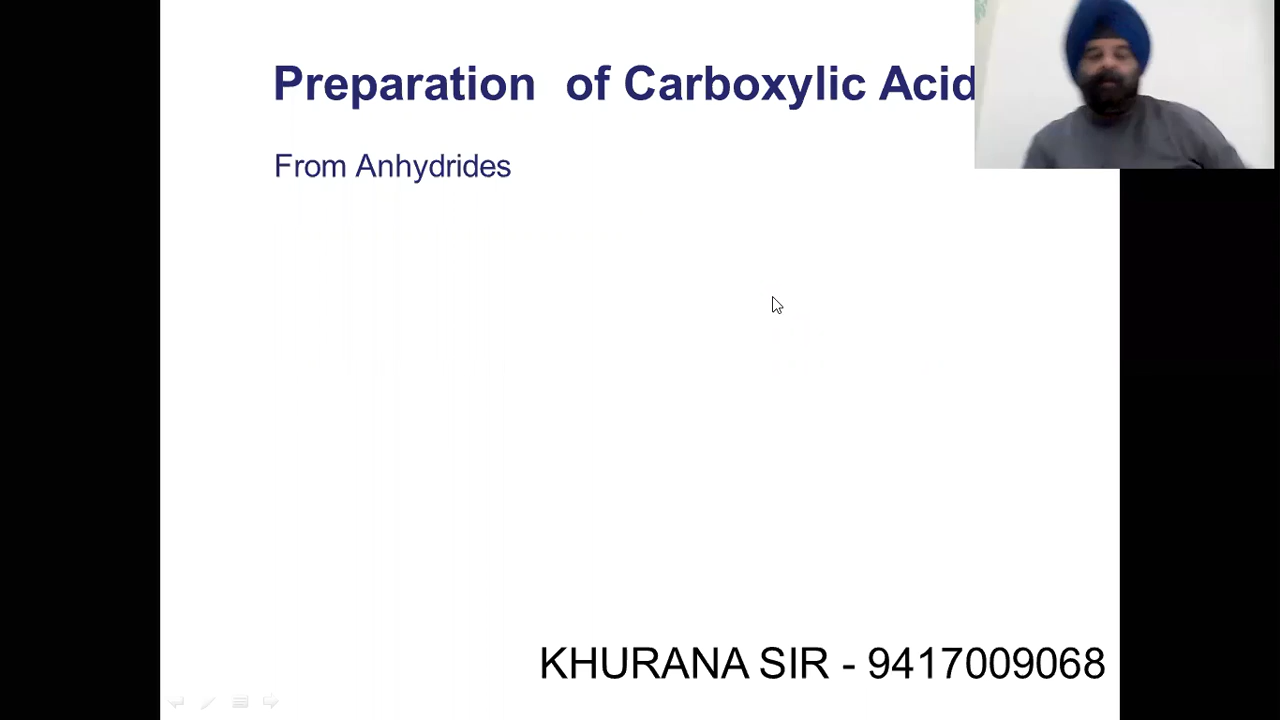 Preparation of Carboxylic Acid
From Anhydrides
KHURANA SIR - 9417009068